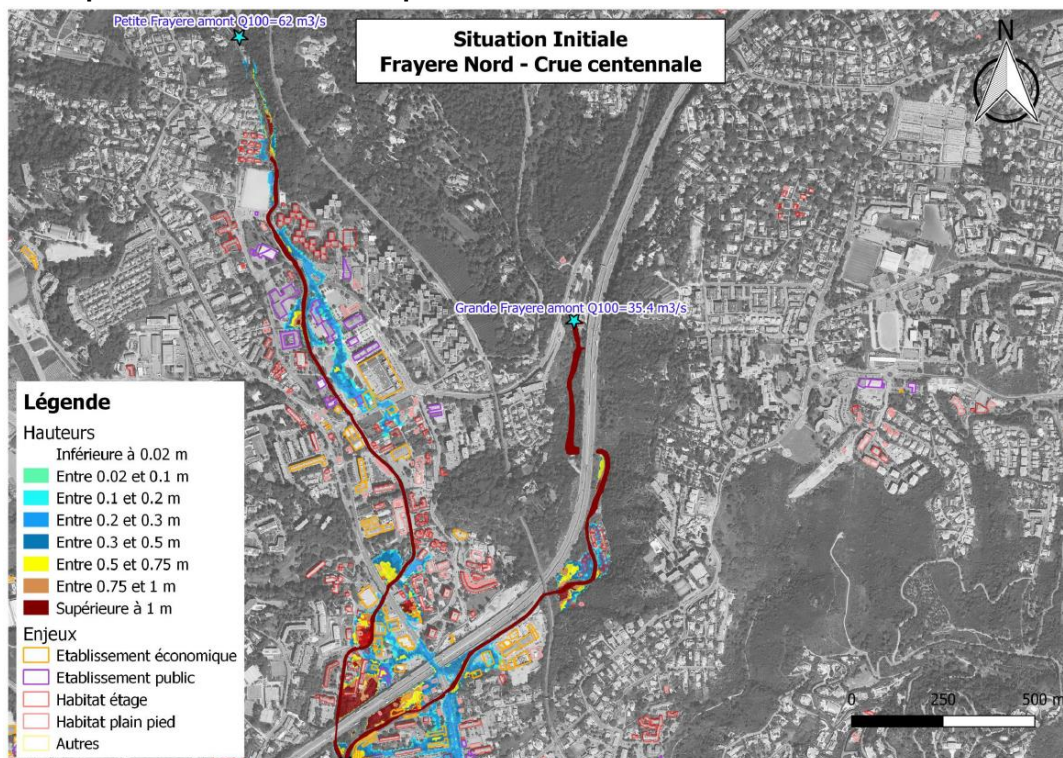 Petite Frayere amont Q100=62 m3/s
Situation Initiale
Frayere Nord - Crue centennale
N
Grande Frayere amont Q100=35.4 m3/s
Légende
Hauteurs
Inférieure à 0.02 m
Entre 0.02 et 0.1 m
Entre 0.1 et 0.2 m
Entre 0.2 et 0.3 m
Entre 0.3 et 0.5 m
Entre 0.5 et 0.75 m
Entre 0.75 et 1 m
Supérieure à 1 m
Enjeux
Etablissement économique
Etablissement public
Habitat étage
Habitat plain pied
Autres
0 250 500 m